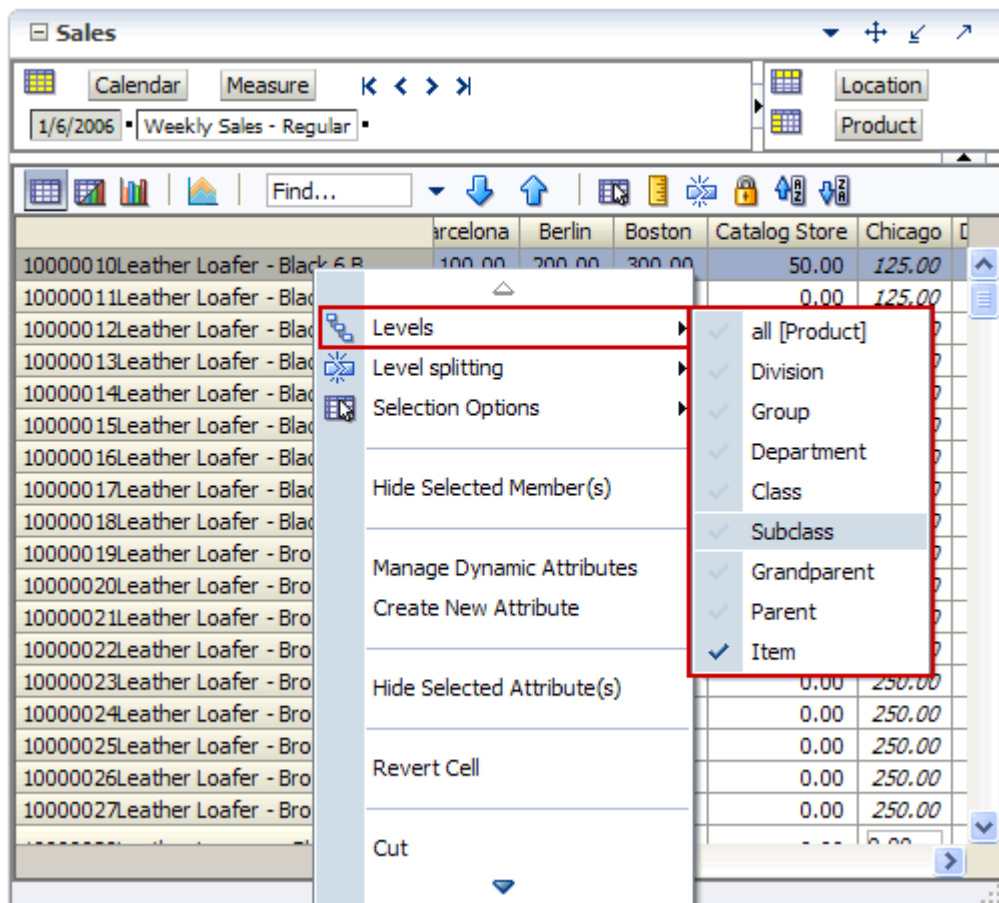 Sales
Calendar Measure Location
1/6/2006 Weekly Sales - Regular Product
Find...
arcelona Berlin Boston Catalog Store Chicago
10000010Leather Loafer - Black 6 B 100.00 200.00 300.00 50.00 125.00
10000011Leather Loafer - Blac 0.00 125.00
10000012Leather Loafer - Blac
10000013Leather Loafer - Blac
10000014Leather Loafer - Blac
10000015Leather Loafer - Blac
10000016Leather Loafer - Blac
10000017Leather Loafer - Blac
10000018Leather Loafer - Blac
10000019Leather Loafer - Bro
10000020Leather Loafer - Bro
10000021Leather Loafer - Bro
10000022Leather Loafer - Bro
10000023Leather Loafer - Bro 0.00 250.00
10000024Leather Loafer - Bro 0.00 250.00
10000025Leather Loafer - Bro 0.00 250.00
10000026Leather Loafer - Bro 0.00 250.00
10000027Leather Loafer - Bro 0.00 250.00
Levels
Level splitting
Selection Options
Hide Selected Member(s)
Manage Dynamic Attributes
Create New Attribute
Hide Selected Attribute(s)
Revert Cell
Cut
all [Product]
Division
Group
Department
Class
Subclass
Grandparent
Parent
Item